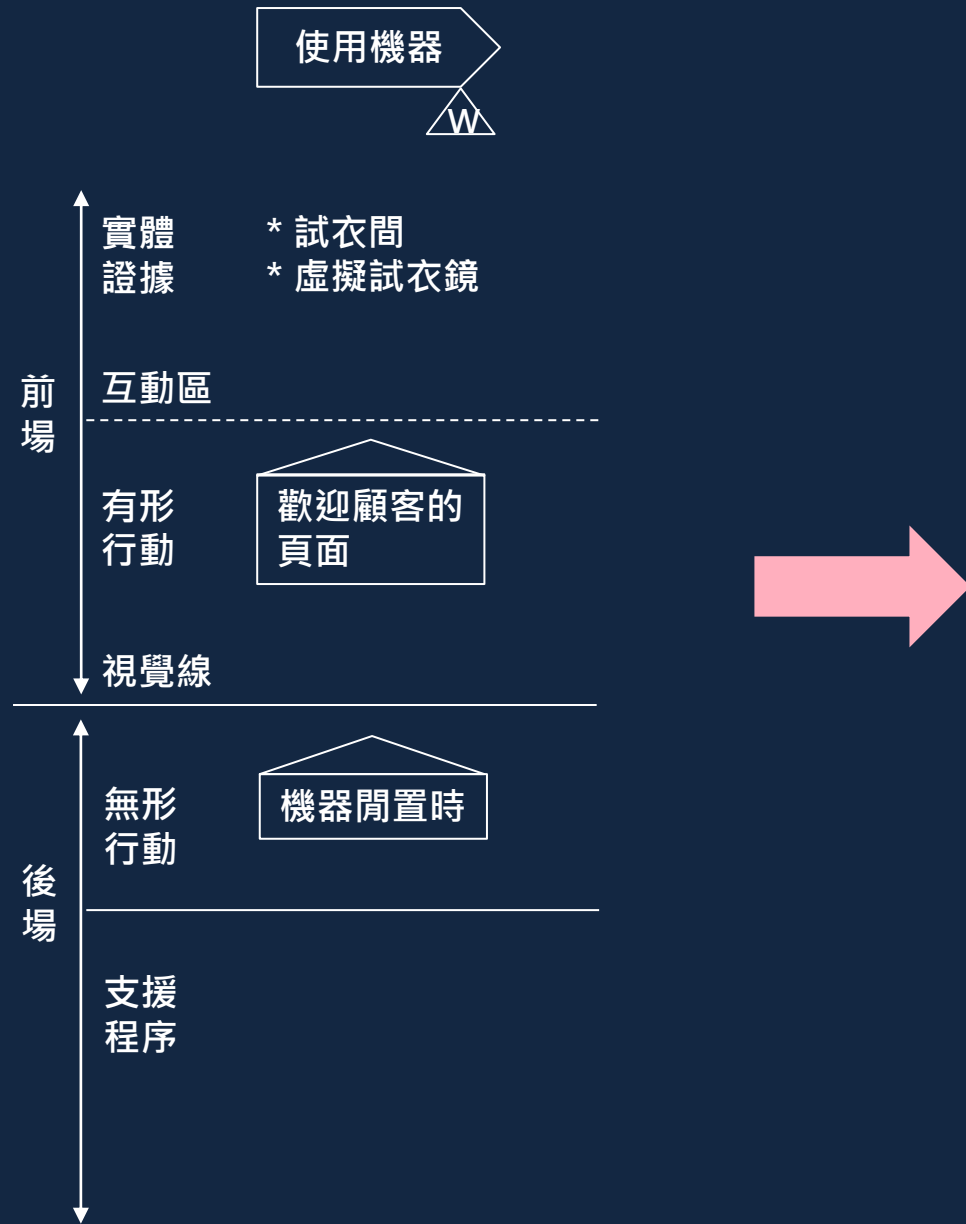 使用機器
W
實體
證據
* 試衣間
* 虛擬試衣鏡
前
場
互動區
有形
行動
歡迎顧客的
頁面
視覺線
無形
行動
機器閒置時
後
場
支援
程序